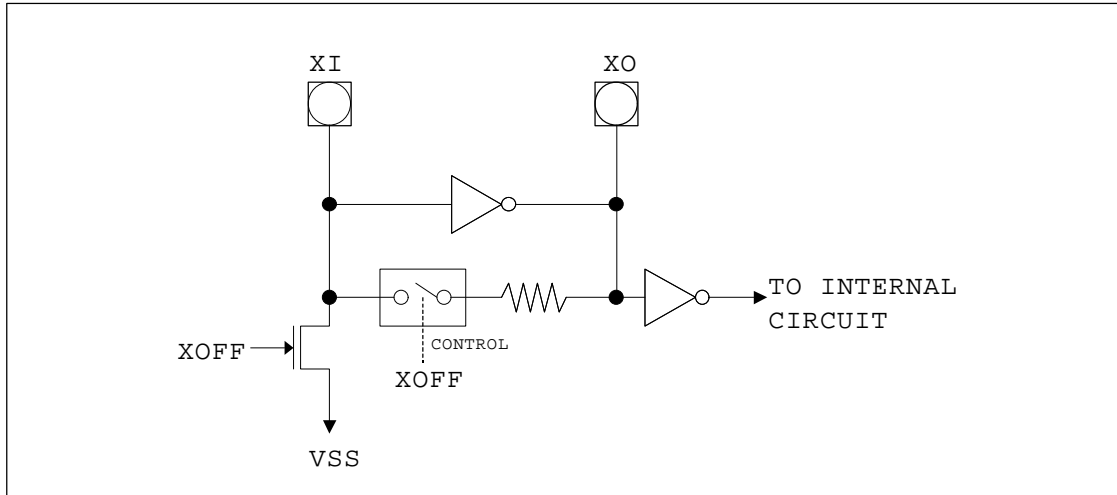 XI
XO
TO INTERNAL
CIRCUIT
CONTROL
XOFF
XOFF
VSS